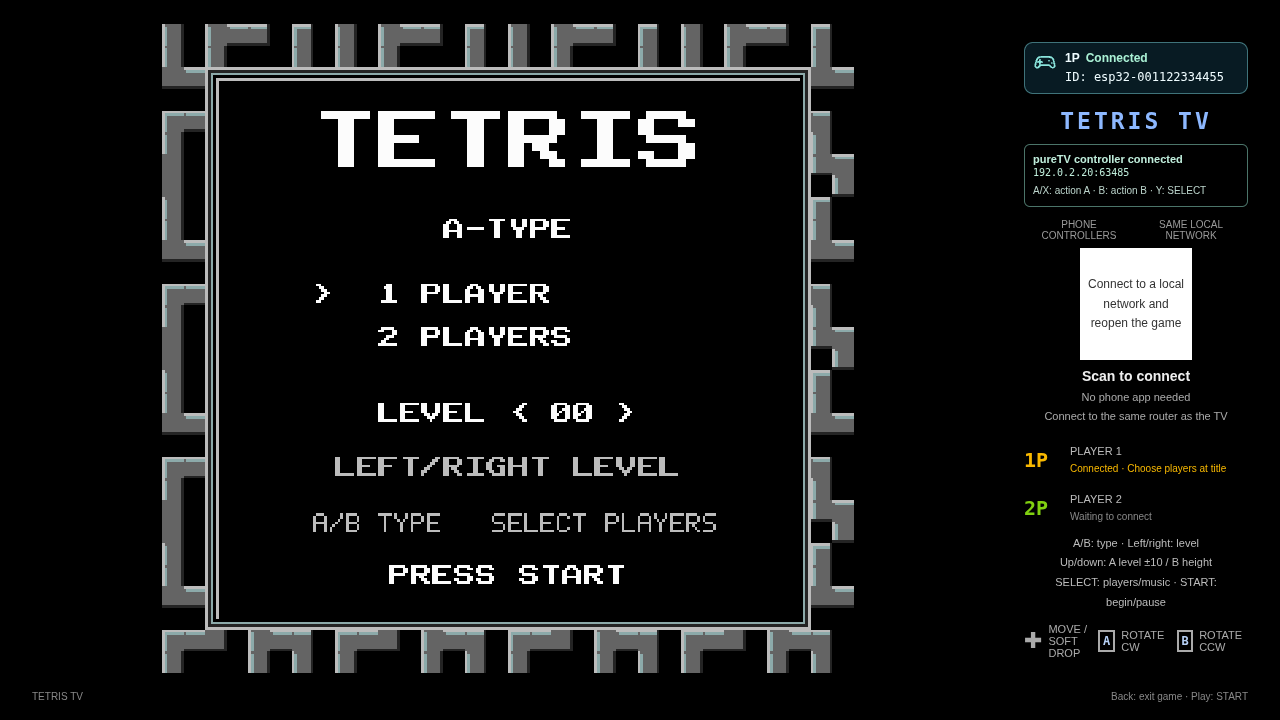 TETRIS
A-TYPE
> 1 PLAYER
2 PLAYERS
LEVEL < 00 >
LEFT/RIGHT LEVEL
A/B TYPE SELECT PLAYERS
PRESS START
1P Connected
ID: esp32-001122334455
TETRIS TV
pureTV controller connected
192.0.2.20:63485
A/X: action A · B: action B · Y: SELECT
PHONE
CONTROLLERS
SAME LOCAL
NETWORK
Connect to a local
network and
reopen the game
Scan to connect
No phone app needed
Connect to the same router as the TV
1P
PLAYER 1
Connected · Choose players at title
2P
PLAYER 2
Waiting to connect
A/B: type · Left/right: level
Up/down: A level ±10 / B height
SELECT: players/music · START:
begin/pause
MOVE /
SOFT
DROP
A
ROTATE
CW
B
ROTATE
CCW
TETRIS TV
Back: exit game · Play: START